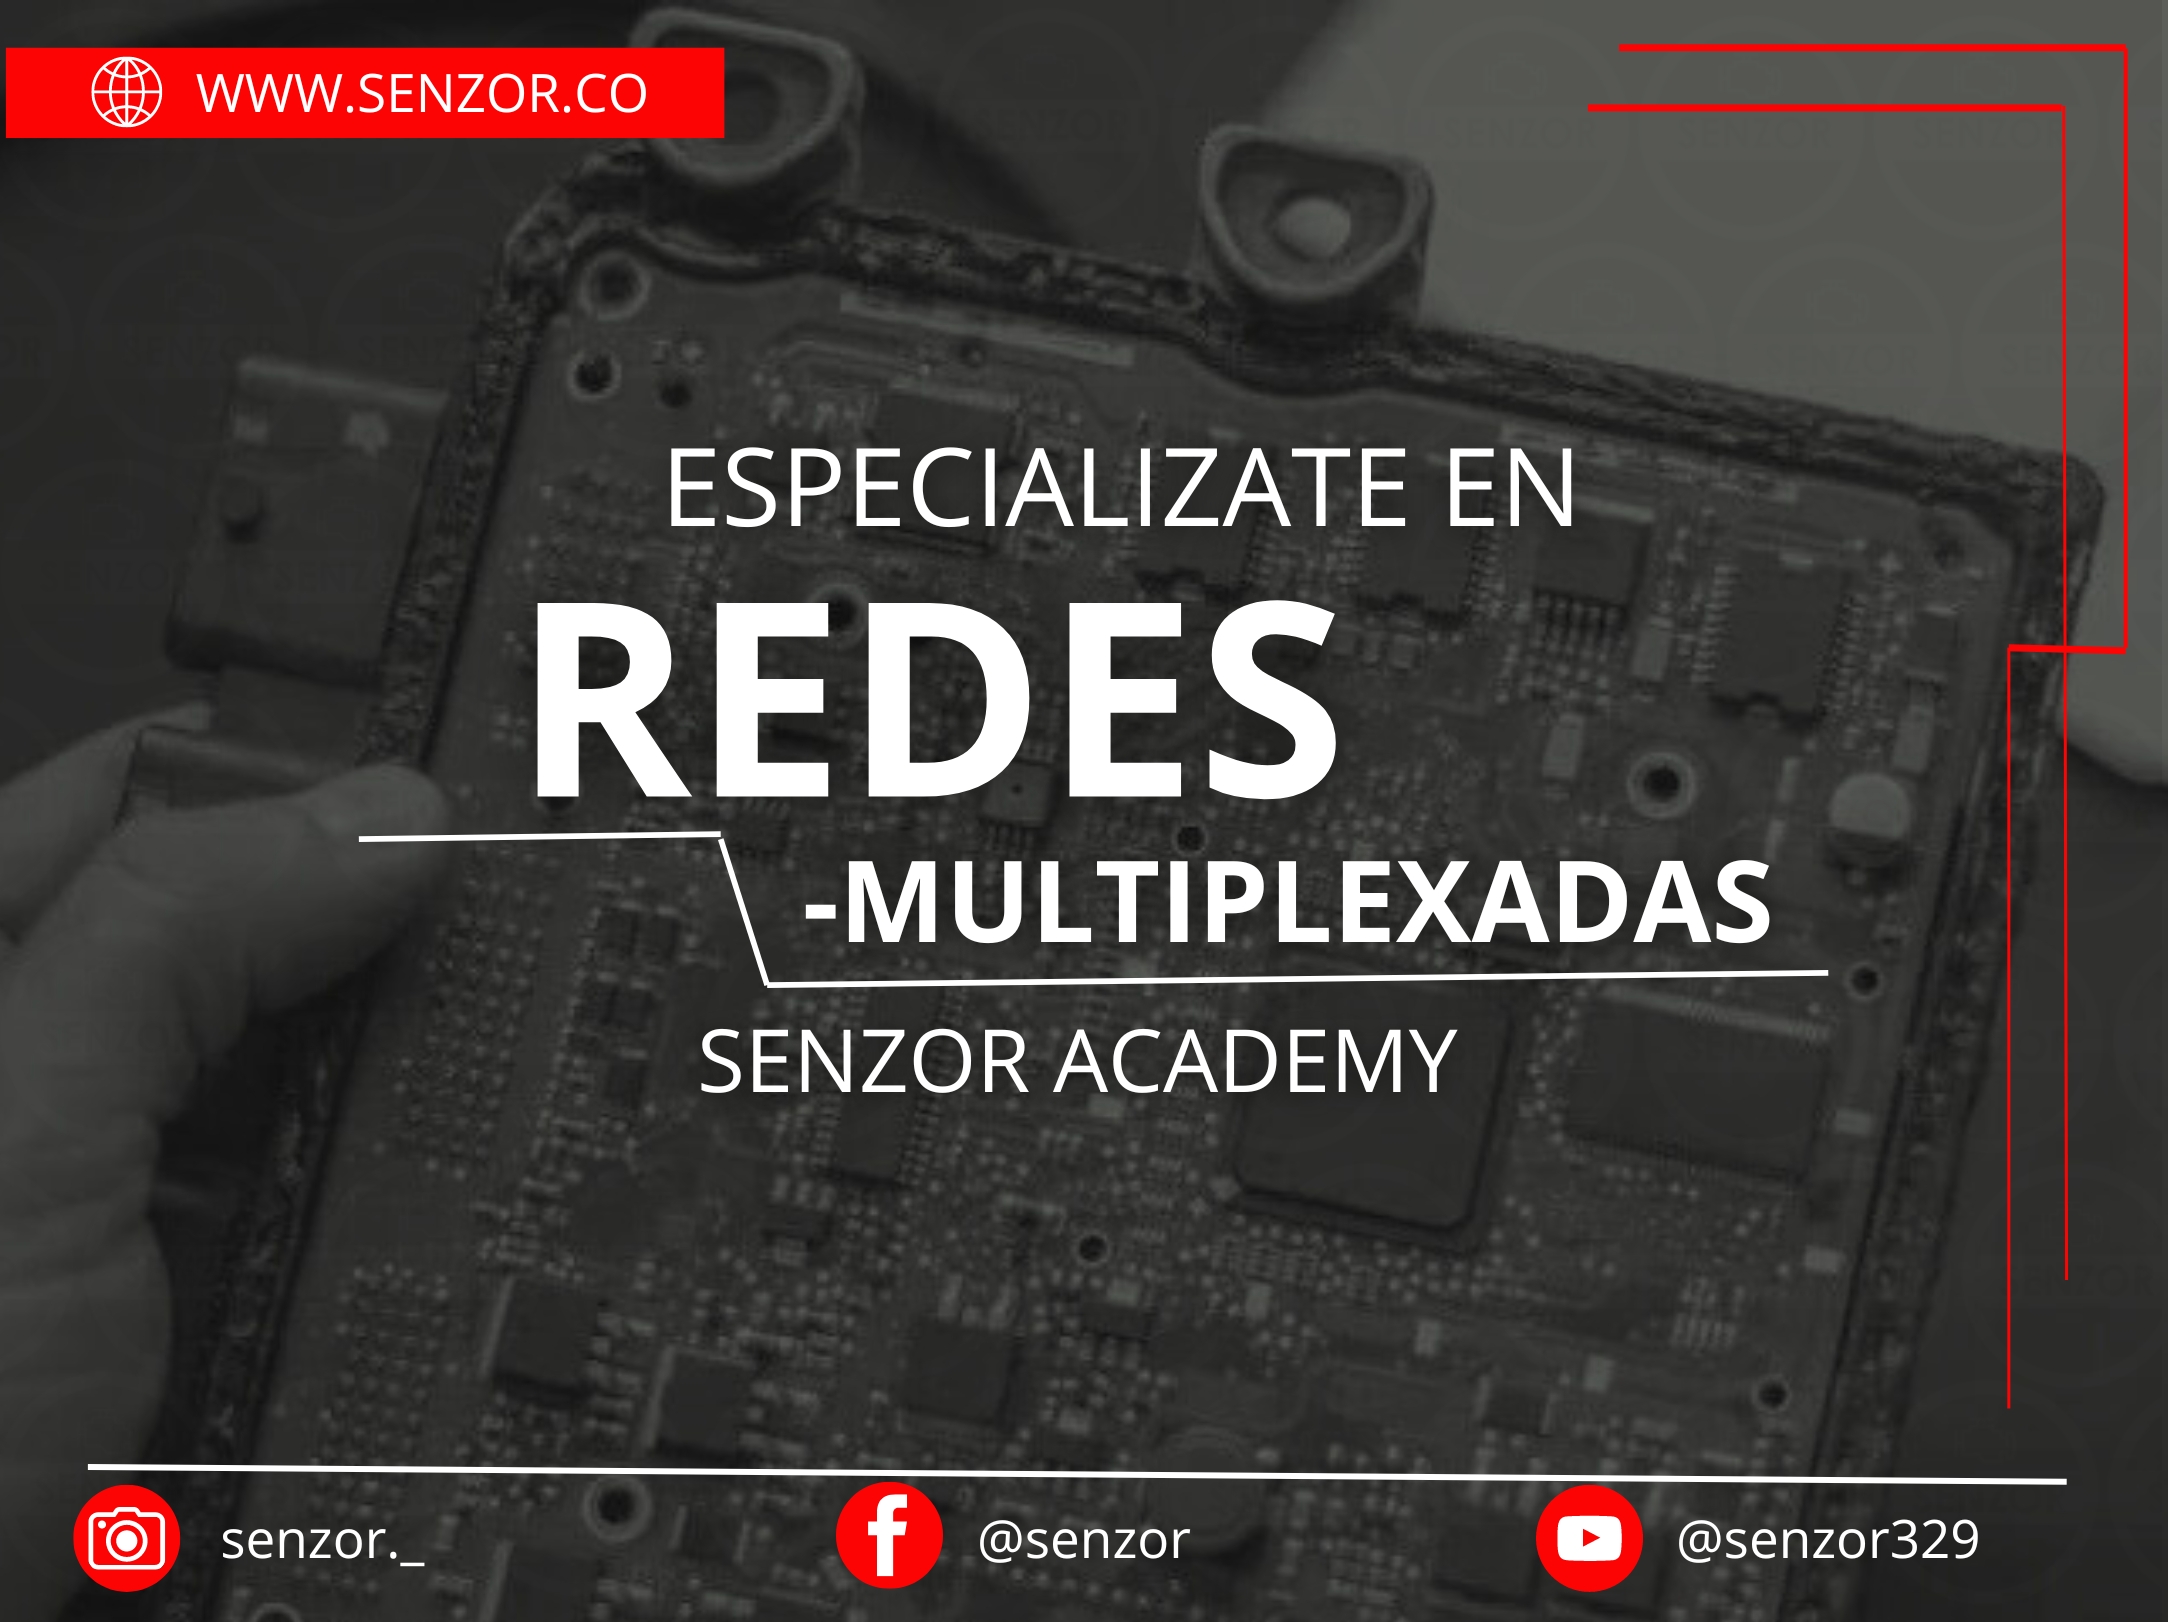 WWW.SENZOR.CO
ESPECIALIZATE EN
REDES
-MULTIPLEXADAS
SENZOR ACADEMY
senzor._
@senzor
@senzor329